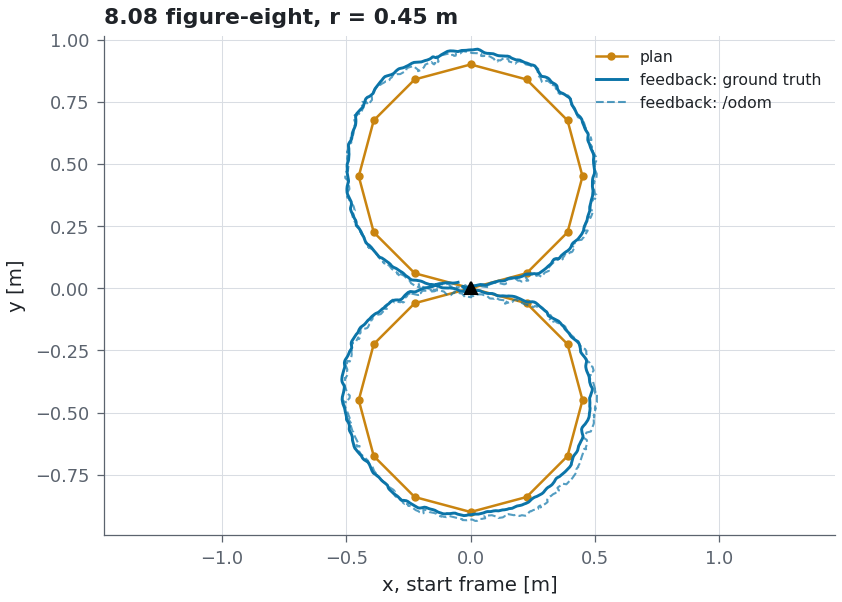 8.08 figure-eight, r = 0.45 m
plan
feedback: ground truth
feedback: /odom
1.00
0.75
0.50
0.25
0.00
−0.25
−0.50
−0.75
y [m]
−1.0
−0.5
0.0
0.5
1.0
x, start frame [m]